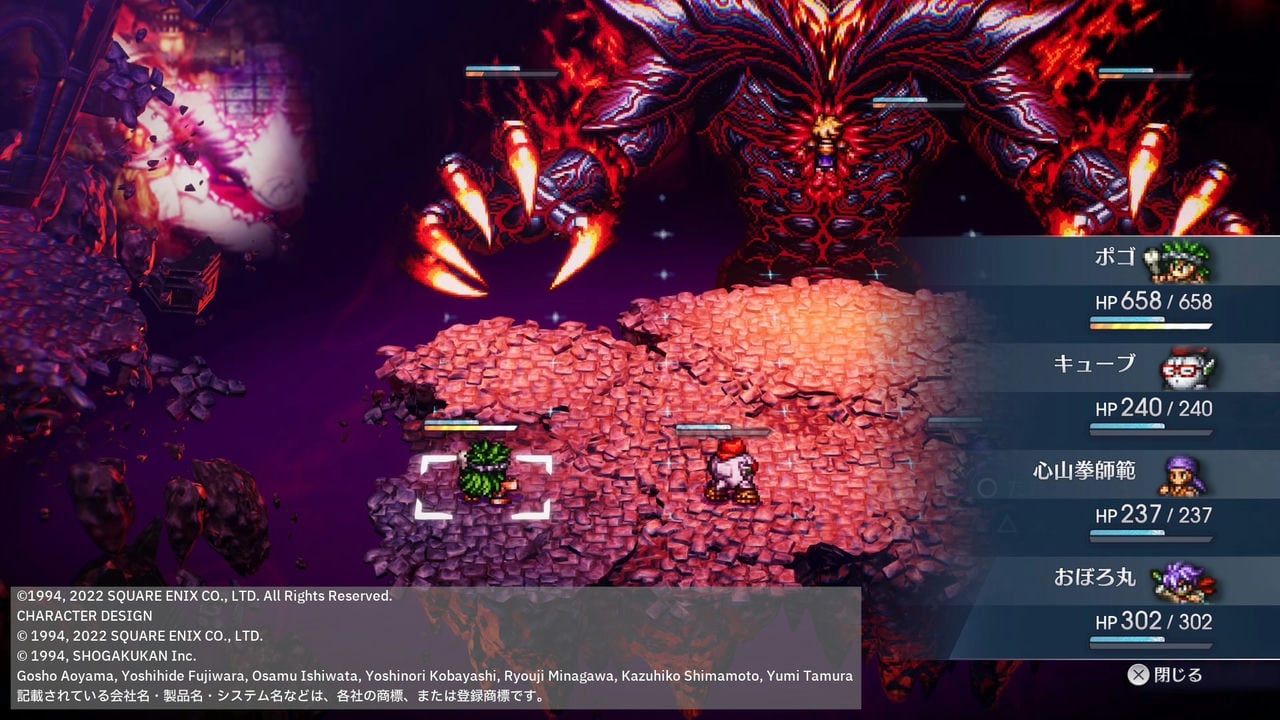 ポゴ
HP 658 / 658
キューブ
HP 240 / 240
心山拳師範
HP 237 / 237
おぼろ丸
HP 302 / 302
閉じる
©1994, 2022 SQUARE ENIX CO., LTD. All Rights Reserved.
CHARACTER DESIGN
© 1994, 2022 SQUARE ENIX CO., LTD.
© 1994, SHOGAKUKAN Inc.
Gosho Aoyama, Yoshihide Fujiwara, Osamu Ishiwata, Yoshinori Kobayashi, Ryouji Minagawa, Kazuhiko Shimamoto, Yumi Tamura
記載されている会社名・製品名・システム名などは、各社の商標、または登録商標です。